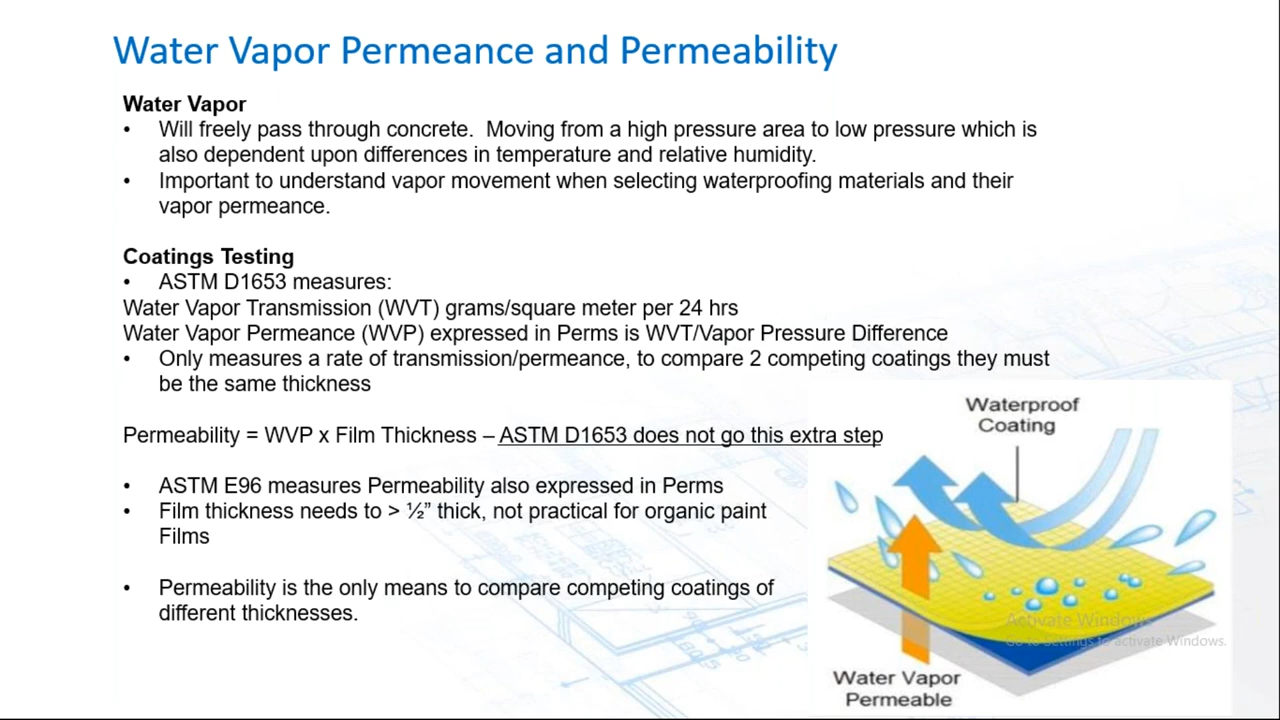 Water Vapor Permeance and Permeability
Water Vapor
• Will freely pass through concrete.  Moving from a high pressure area to low pressure which is
also dependent upon differences in temperature and relative humidity.
• Important to understand vapor movement when selecting waterproofing materials and their
vapor permeance.
Coatings Testing
• ASTM D1653 measures:
Water Vapor Transmission (WVT) grams/square meter per 24 hrs
Water Vapor Permeance (WVP) expressed in Perms is WVT/Vapor Pressure Difference
• Only measures a rate of transmission/permeance, to compare 2 competing coatings they must
be the same thickness
Permeability = WVP x Film Thickness – ASTM D1653 does not go this extra step
• ASTM E96 measures Permeability also expressed in Perms
• Film thickness needs to > ½” thick, not practical for organic paint
Films
• Permeability is the only means to compare competing coatings of
different thicknesses.
Waterproof
Coating
Activate Windows
Go to Settings to activate Windows.
Water Vapor
Permeable